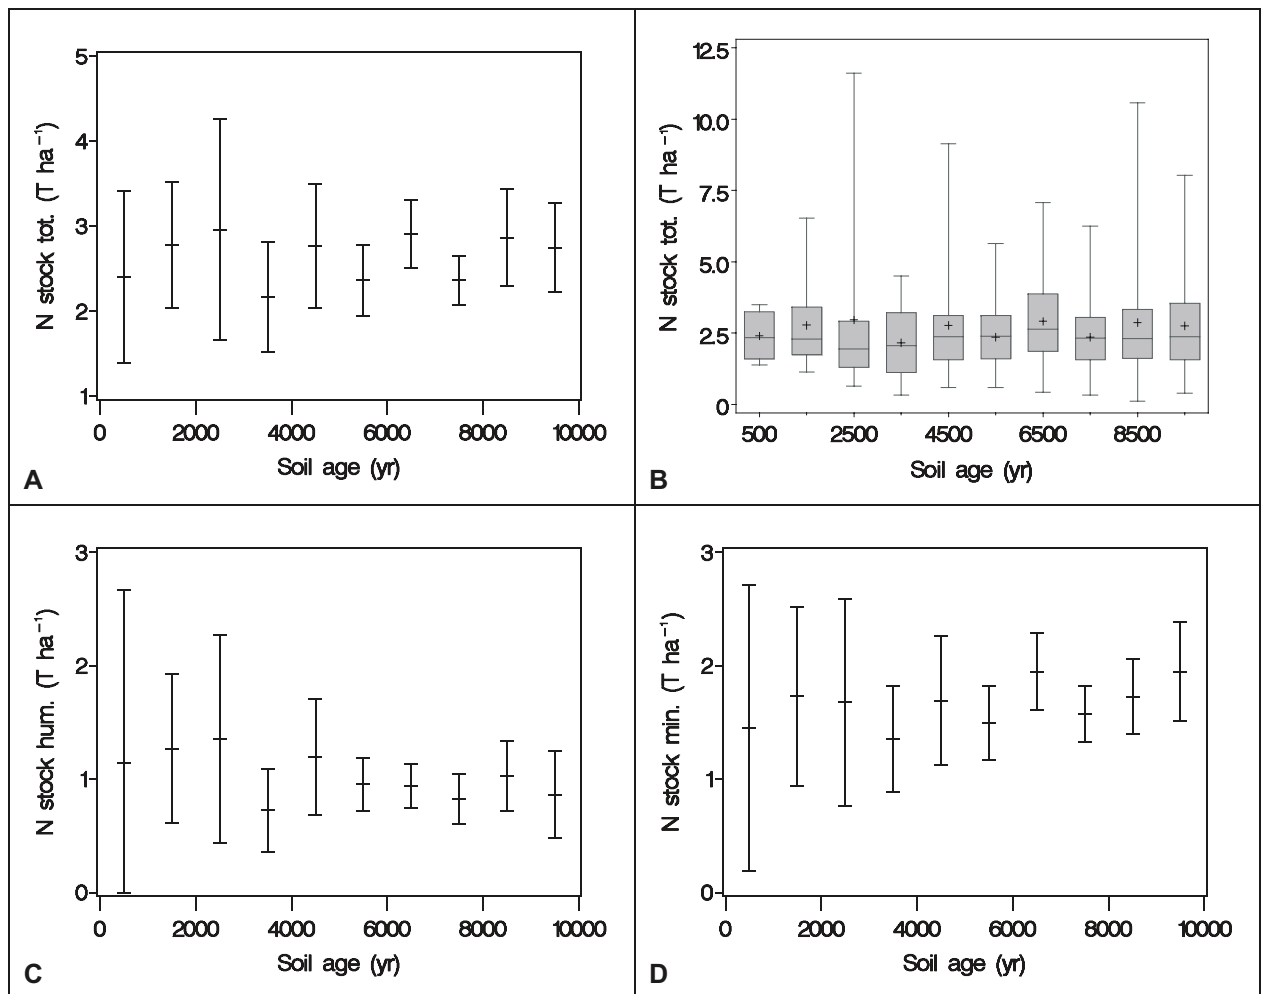 5
4
3
2
1
N stock tot. (T ha⁻¹)
0 2000 4000 6000 8000 10000
Soil age (yr)
A
12.5
10.0
7.5
5.0
2.5
0
N stock tot. (T ha⁻¹)
500 2500 4500 6500 8500
Soil age (yr)
B
3
2
1
0
N stock hum. (T ha⁻¹)
0 2000 4000 6000 8000 10000
Soil age (yr)
C
3
2
1
0
N stock min. (T ha⁻¹)
0 2000 4000 6000 8000 10000
Soil age (yr)
D